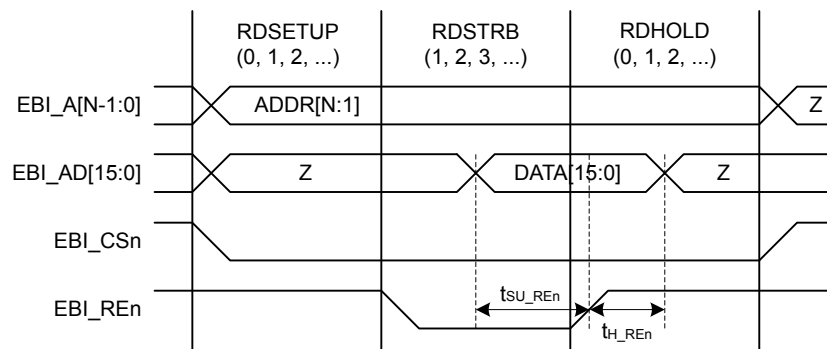 RDSETUP
(0, 1, 2, ...)
RDSTRB
(1, 2, 3, ...)
RDHOLD
(0, 1, 2, ...)
EBI_A[N-1:0]
ADDR[N:1]
Z
EBI_AD[15:0]
Z
DATA[15:0]
Z
EBI_CSn
EBI_REn
tSU_REn
tH_REn